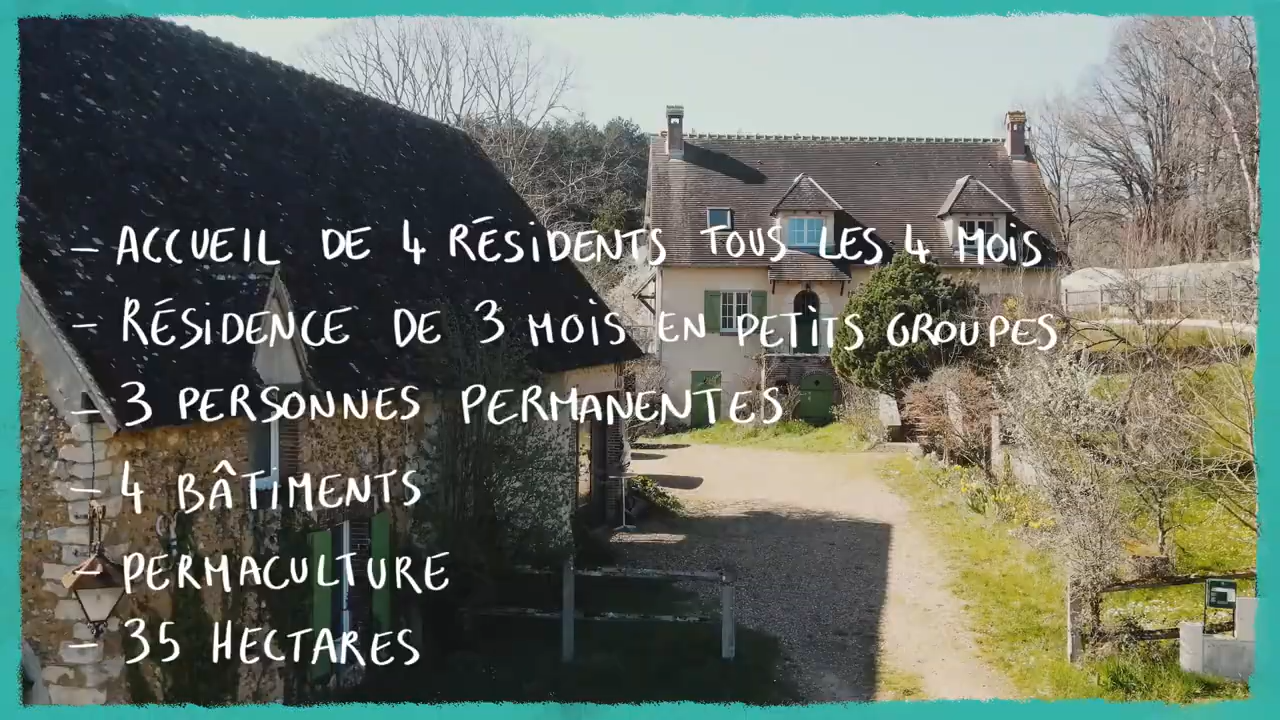 - ACCUEIL DE 4 RÉSIDENTS TOUS LES 4 MOIS
- RÉSIDENCE DE 3 MOIS EN PETITS GROUPES
- 3 PERSONNES PERMANENTES
- 4 BÂTIMENTS
- PERMACULTURE
- 35 HECTARES